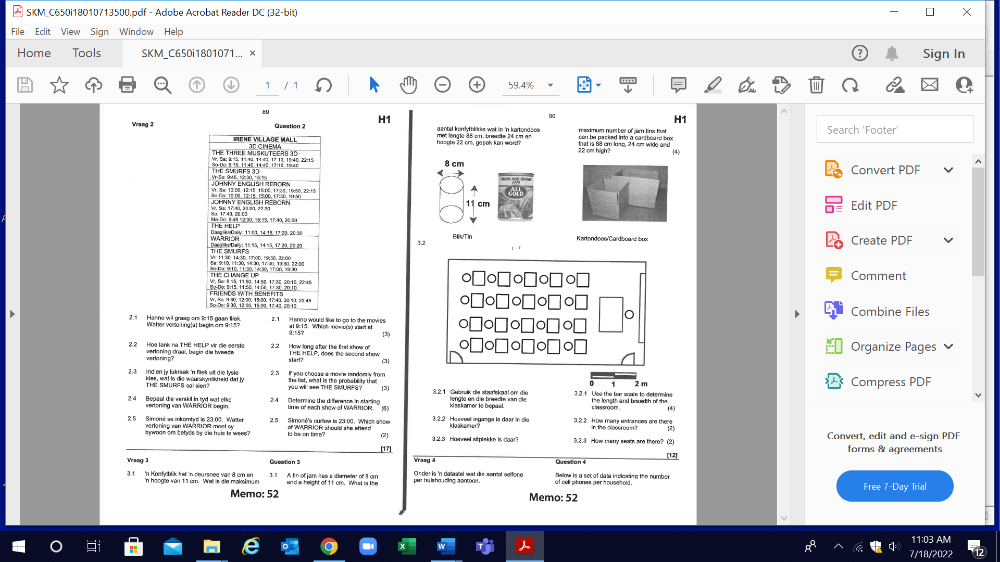 SKM_C650i18010713500.pdf - Adobe Acrobat Reader DC (32-bit)
File Edit View Sign Window Help
Home Tools SKM_C650i1801071... × Sign In
1 / 1 59.4%
89
H1
Vraag 2 Question 2
IRENE VILLAGE MALL
3D CINEMA
THE THREE MUSKUTEERS 3D
Vr, Sa: 9:15, 11:40, 14:40, 17:10, 19:40, 22:15
So-Do: 9:15, 11:40, 14:40, 17:10, 19:40
THE SMURFS 3D
Vr-So: 9:45, 12:30, 15:15
JOHNNY ENGLISH REBORN
Vr, Sa: 10:00, 12:15, 15:00, 17:30, 19:50, 22:15
So-Do: 10:00, 12:15, 15:00, 17:30, 19:50
JOHNNY ENGLISH REBORN
Vr, Sa: 17:40, 20:00, 22:30
So: 17:40, 20:00
Ma-Do: 9:45 12:30, 15:15, 17:40, 20:00
THE HELP
Daagliks/Daily: 11:00, 14:15, 17:20, 20:30
WARRIOR
Daagliks/Daily: 11:15, 14:15, 17:20, 20:20
THE SMURFS
Vr: 11:30, 14:30, 17:00, 19:30, 22:00
Sa: 9:10, 11:30, 14:30, 17:00, 19:30, 22:00
So-Do: 9:10, 11:30, 14:30, 17:00, 19:30
THE CHANGE UP
Vr, Sa: 9:15, 11:50, 14:50, 17:30, 20:10, 22:45
So-Do: 9:15, 11:50, 14:50, 17:30, 20:10
FRIENDS WITH BENEFITS
Vr, Sa: 9:30, 12:00, 15:00, 17:40, 20:10, 22:45
So-Do: 9:30, 12:00, 15:00, 17:40, 20:10
2.1 Hanno wil graag om 9:15 gaan fliek.
Watter vertoning(s) begin om 9:15?
2.1 Hanno would like to go to the movies
at 9:15. Which movie(s) start at
9:15? (3)
2.2 Hoe lank na THE HELP vir die eerste
vertoning draai, begin die tweede
vertoning?
2.2 How long after the first show of
THE HELP, does the second show
start? (3)
2.3 Indien jy lukraak 'n fliek uit die lysie
kies, wat is die waarskynlikheid dat jy
THE SMURFS sal sien?
2.3 If you choose a movie randomly from
the list, what is the probability that
you will see THE SMURFS? (3)
2.4 Bepaal die verskil in tyd wat elke
vertoning van WARRIOR begin.
2.4 Determine the difference in starting
time of each show of WARRIOR. (6)
2.5 Simoné se inkomtyd is 23:00. Watter
vertoning van WARRIOR moet sy
bywoon om betyds by die huis te wees?
2.5 Simoné's curfew is 23:00. Which show
of WARRIOR should she attend
to be on time? (2)
[17]
Vraag 3 Question 3
3.1 'n Konfytblik het 'n deursnee van 8 cm en
'n hoogte van 11 cm. Wat is die maksimum
3.1 A tin of jam has a diameter of 8 cm
and a height of 11 cm. What is the
Memo: 52
90
H1
aantal konfytblikke wat in 'n kartondoos
met lengte 88 cm, breedte 24 cm en
hoogte 22 cm, gepak kan word?
maximum number of jam tins that
can be packed into a cardboard box
that is 88 cm long, 24 cm wide and
22 cm high? (4)
8 cm
11 cm
MELON AND GINGER
JAM
ALL
GOLD
Blik/Tin
Kartondoos/Cardboard box
3.2
0 1 2 m
3.2.1 Gebruik die staafskaal om die
lengte en die breedte van die
klaskamer te bepaal.
3.2.1 Use the bar scale to determine
the length and breadth of the
classroom. (4)
3.2.2 Hoeveel ingange is daar in die
klaskamer?
3.2.2 How many entrances are there
in the classroom? (2)
3.2.3 Hoeveel sitplekke is daar?
3.2.3 How many seats are there? (2)
[12]
Vraag 4 Question 4
Onder is 'n datastel wat die aantal selfone
per huishouding aantoon.
Below is a set of data indicating the number
of cell phones per household.
Memo: 52
Search 'Footer'
Convert PDF
Edit PDF
Create PDF
Comment
Combine Files
Organize Pages
Compress PDF
Convert, edit and e-sign PDF
forms & agreements
Free 7-Day Trial
11:03 AM
7/18/2022
12